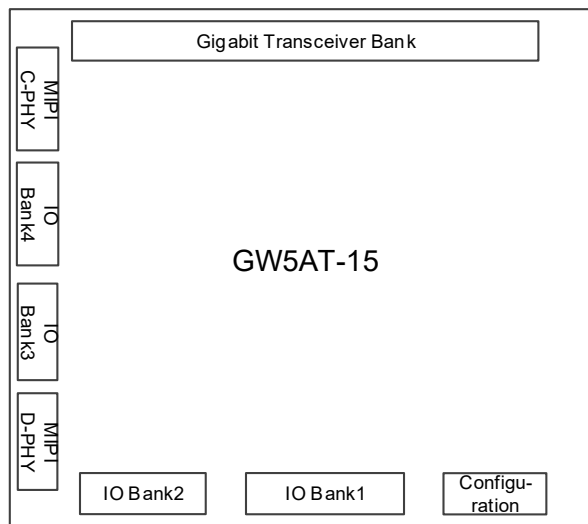 Gigabit Transceiver Bank
MIPI
C-PHY
IO
Bank4
GW5AT-15
IO
Bank3
MIPI
D-PHY
IO Bank2
IO Bank1
Configu-
ration